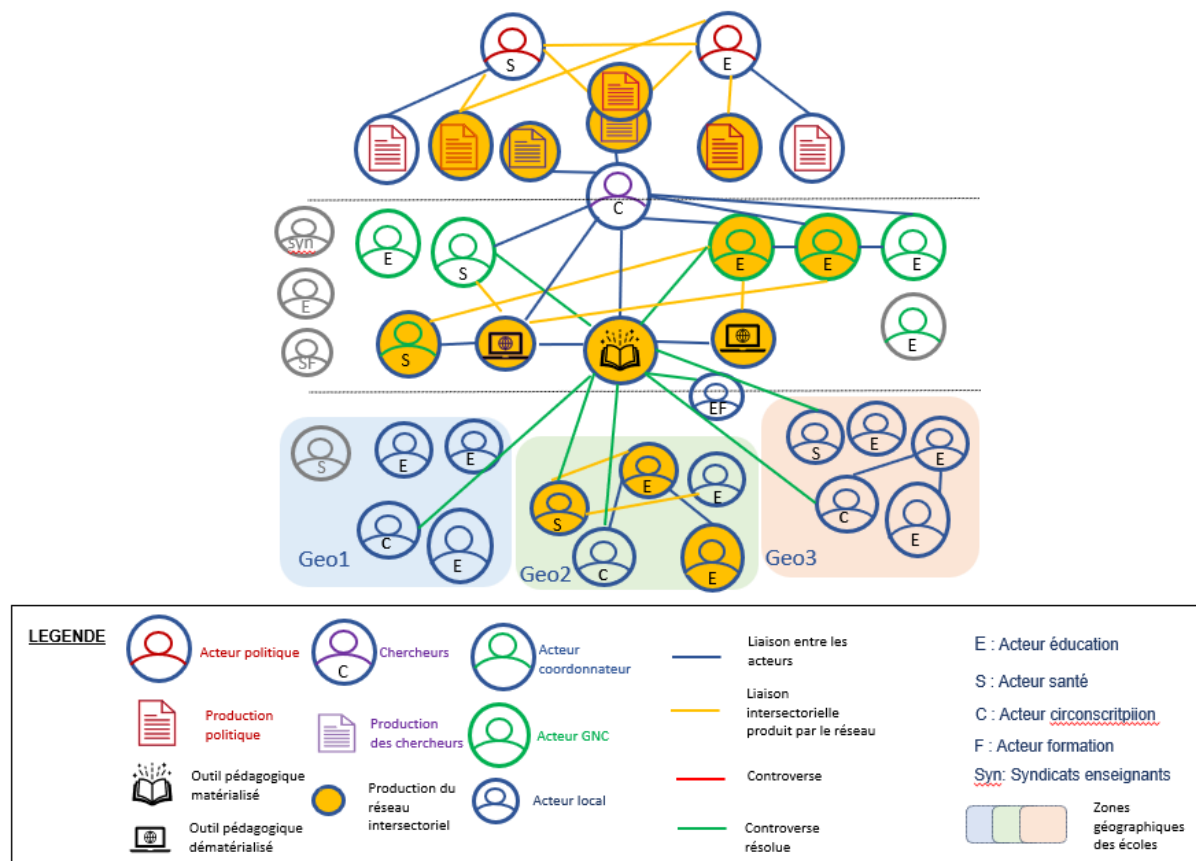 S
E
C
syn
E
S
E
E
E
E
SF
S
E
EF
S
E
E
C
E
Geo1
S
E
E
C
E
Geo2
S
E
E
C
E
Geo3
LEGENDE
Acteur politique
C
Chercheurs
Acteur
coordonnateur
Liaison entre les
acteurs
E : Acteur éducation
S : Acteur santé
Production
politique
Production
des chercheurs
Acteur GNC
Liaison
intersectorielle
produit par le réseau
C : Acteur circonscritpiion
F : Acteur formation
Syn: Syndicats enseignants
Outil pédagogique
matérialisé
Production du
réseau
intersectoriel
Acteur local
Controverse
Outil pédagogique
dématérialisé
Controverse
résolue
Zones
géographiques
des écoles